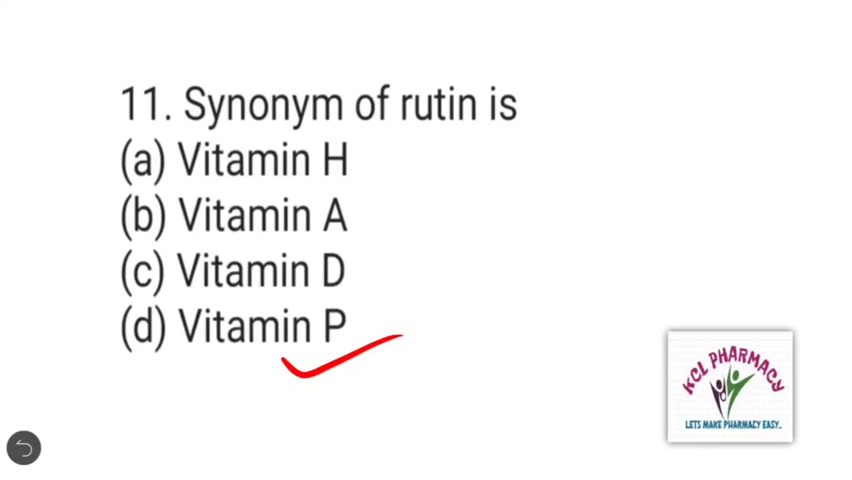 11. Synonym of rutin is
(a) Vitamin H
(b) Vitamin A
(c) Vitamin D
(d) Vitamin P
KCL PHARMACY
LETS MAKE PHARMACY EASY..